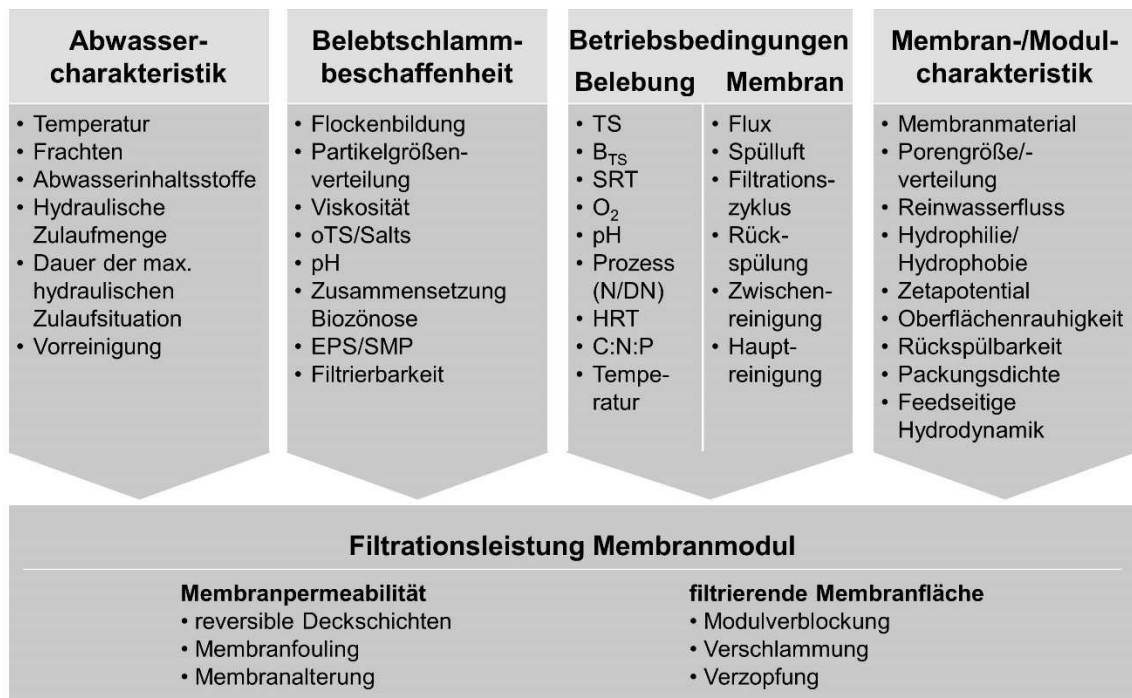 Abwasser-
charakteristik
• Temperatur
• Frachten
• Abwasserinhaltsstoffe
• Hydraulische
Zulaufmenge
• Dauer der max.
hydraulischen
Zulaufsituation
• Vorreinigung
Belebtschlamm-
beschaffenheit
• Flockenbildung
• Partikelgrößen-
verteilung
• Viskosität
• oTS/Salts
• pH
• Zusammensetzung
Biozönose
• EPS/SMP
• Filtrierbarkeit
Betriebsbedingungen
Belebung
• TS
• B_TS
• SRT
• O₂
• pH
• Prozess
(N/DN)
• HRT
• C:N:P
• Tempe-
ratur
Membran
• Flux
• Spülluft
• Filtrations-
zyklus
• Rück-
spülung
• Zwischen-
reinigung
• Haupt-
reinigung
Membran-/Modul-
charakteristik
• Membranmaterial
• Porengröße/-
verteilung
• Reinwasserfluss
• Hydrophilie/
Hydrophobie
• Zetapotential
• Oberflächenrauhigkeit
• Rückspülbarkeit
• Packungsdichte
• Feedseitige
Hydrodynamik
Filtrationsleistung Membranmodul
Membranpermeabilität
• reversible Deckschichten
• Membranfouling
• Membranalterung
filtrierende Membranfläche
• Modulverblockung
• Verschlammung
• Verzopfung